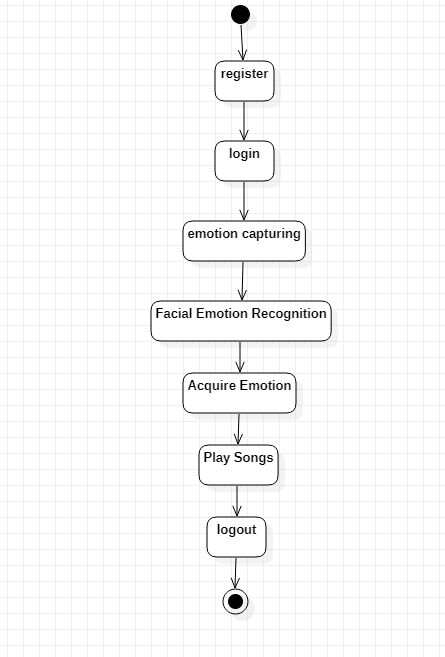 register
login
emotion capturing
Facial Emotion Recognition
Acquire Emotion
Play Songs
logout